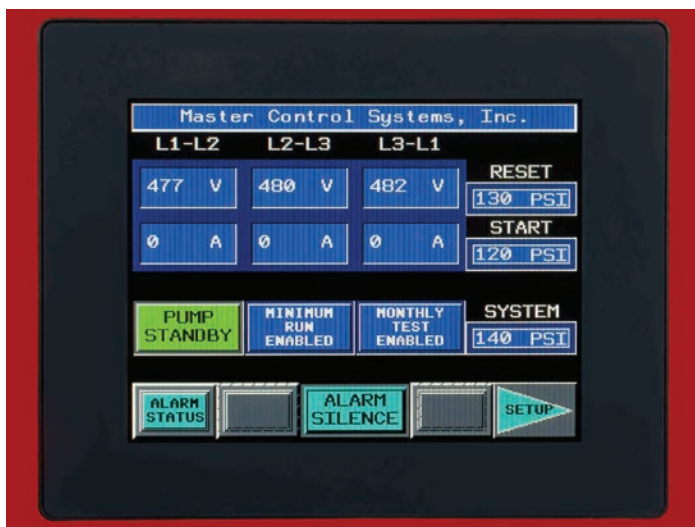 Master Control Systems, Inc.
L1-L2 L2-L3 L3-L1
477 V 480 V 482 V
RESET
130 PSI
0 A 0 A 0 A
START
120 PSI
PUMP
STANDBY
MINIMUM
RUN
ENABLED
MONTHLY
TEST
ENABLED
SYSTEM
140 PSI
ALARM
STATUS
ALARM
SILENCE
SETUP